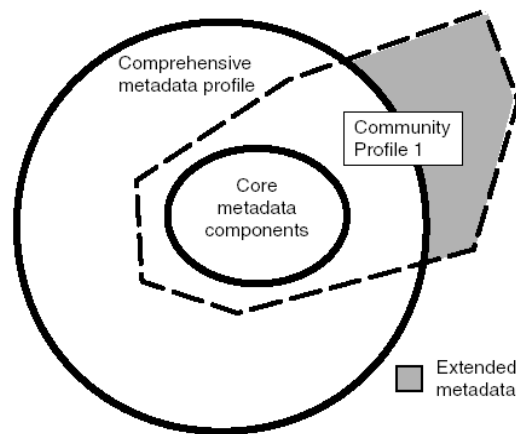 Comprehensive
metadata profile
Community
Profile 1
Core
metadata
components
Extended
metadata